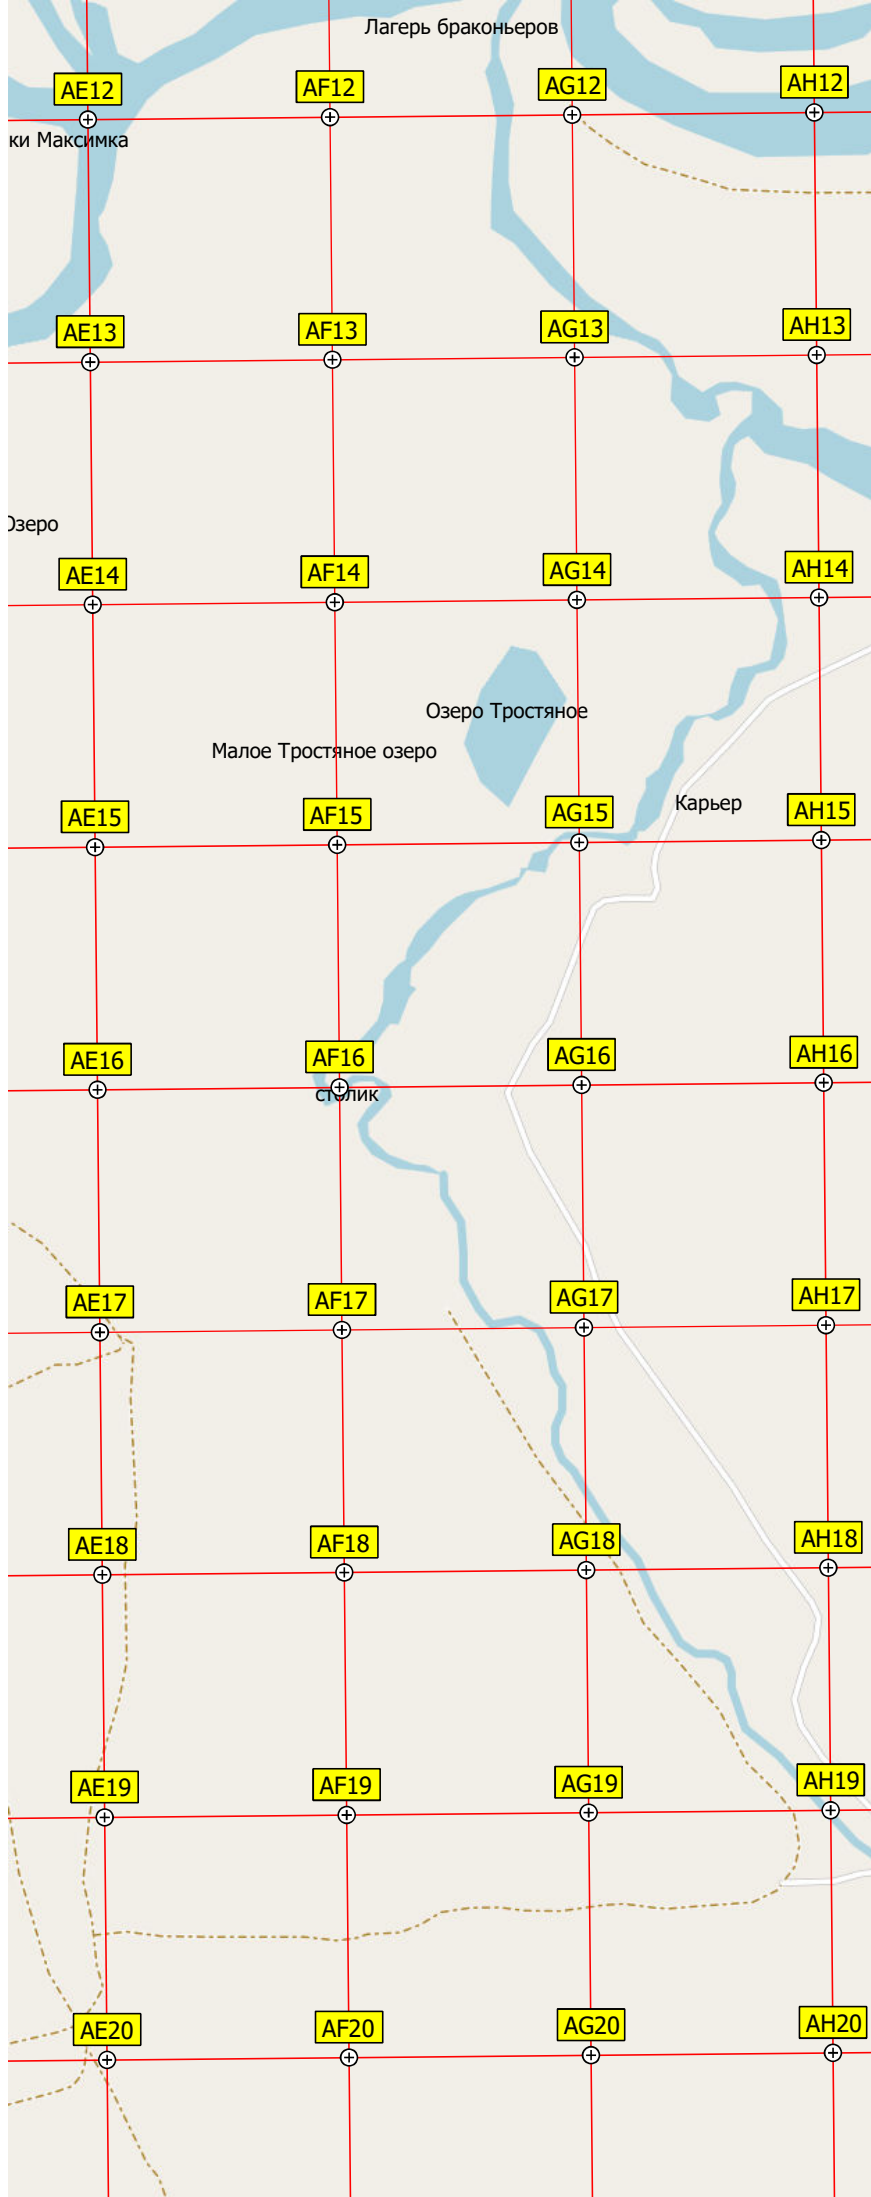 Лагерь браконьеров
AE12 AF12 AG12 AH12
ки Максимка
AE13 AF13 AG13 AH13
Озеро
AE14 AF14 AG14 AH14
Озеро Тростяное
Малое Тростяное озеро
Карьер
AE15 AF15 AG15 AH15
AE16 AF16 AG16 AH16
столик
AE17 AF17 AG17 AH17
AE18 AF18 AG18 AH18
AE19 AF19 AG19 AH19
AE20 AF20 AG20 AH20